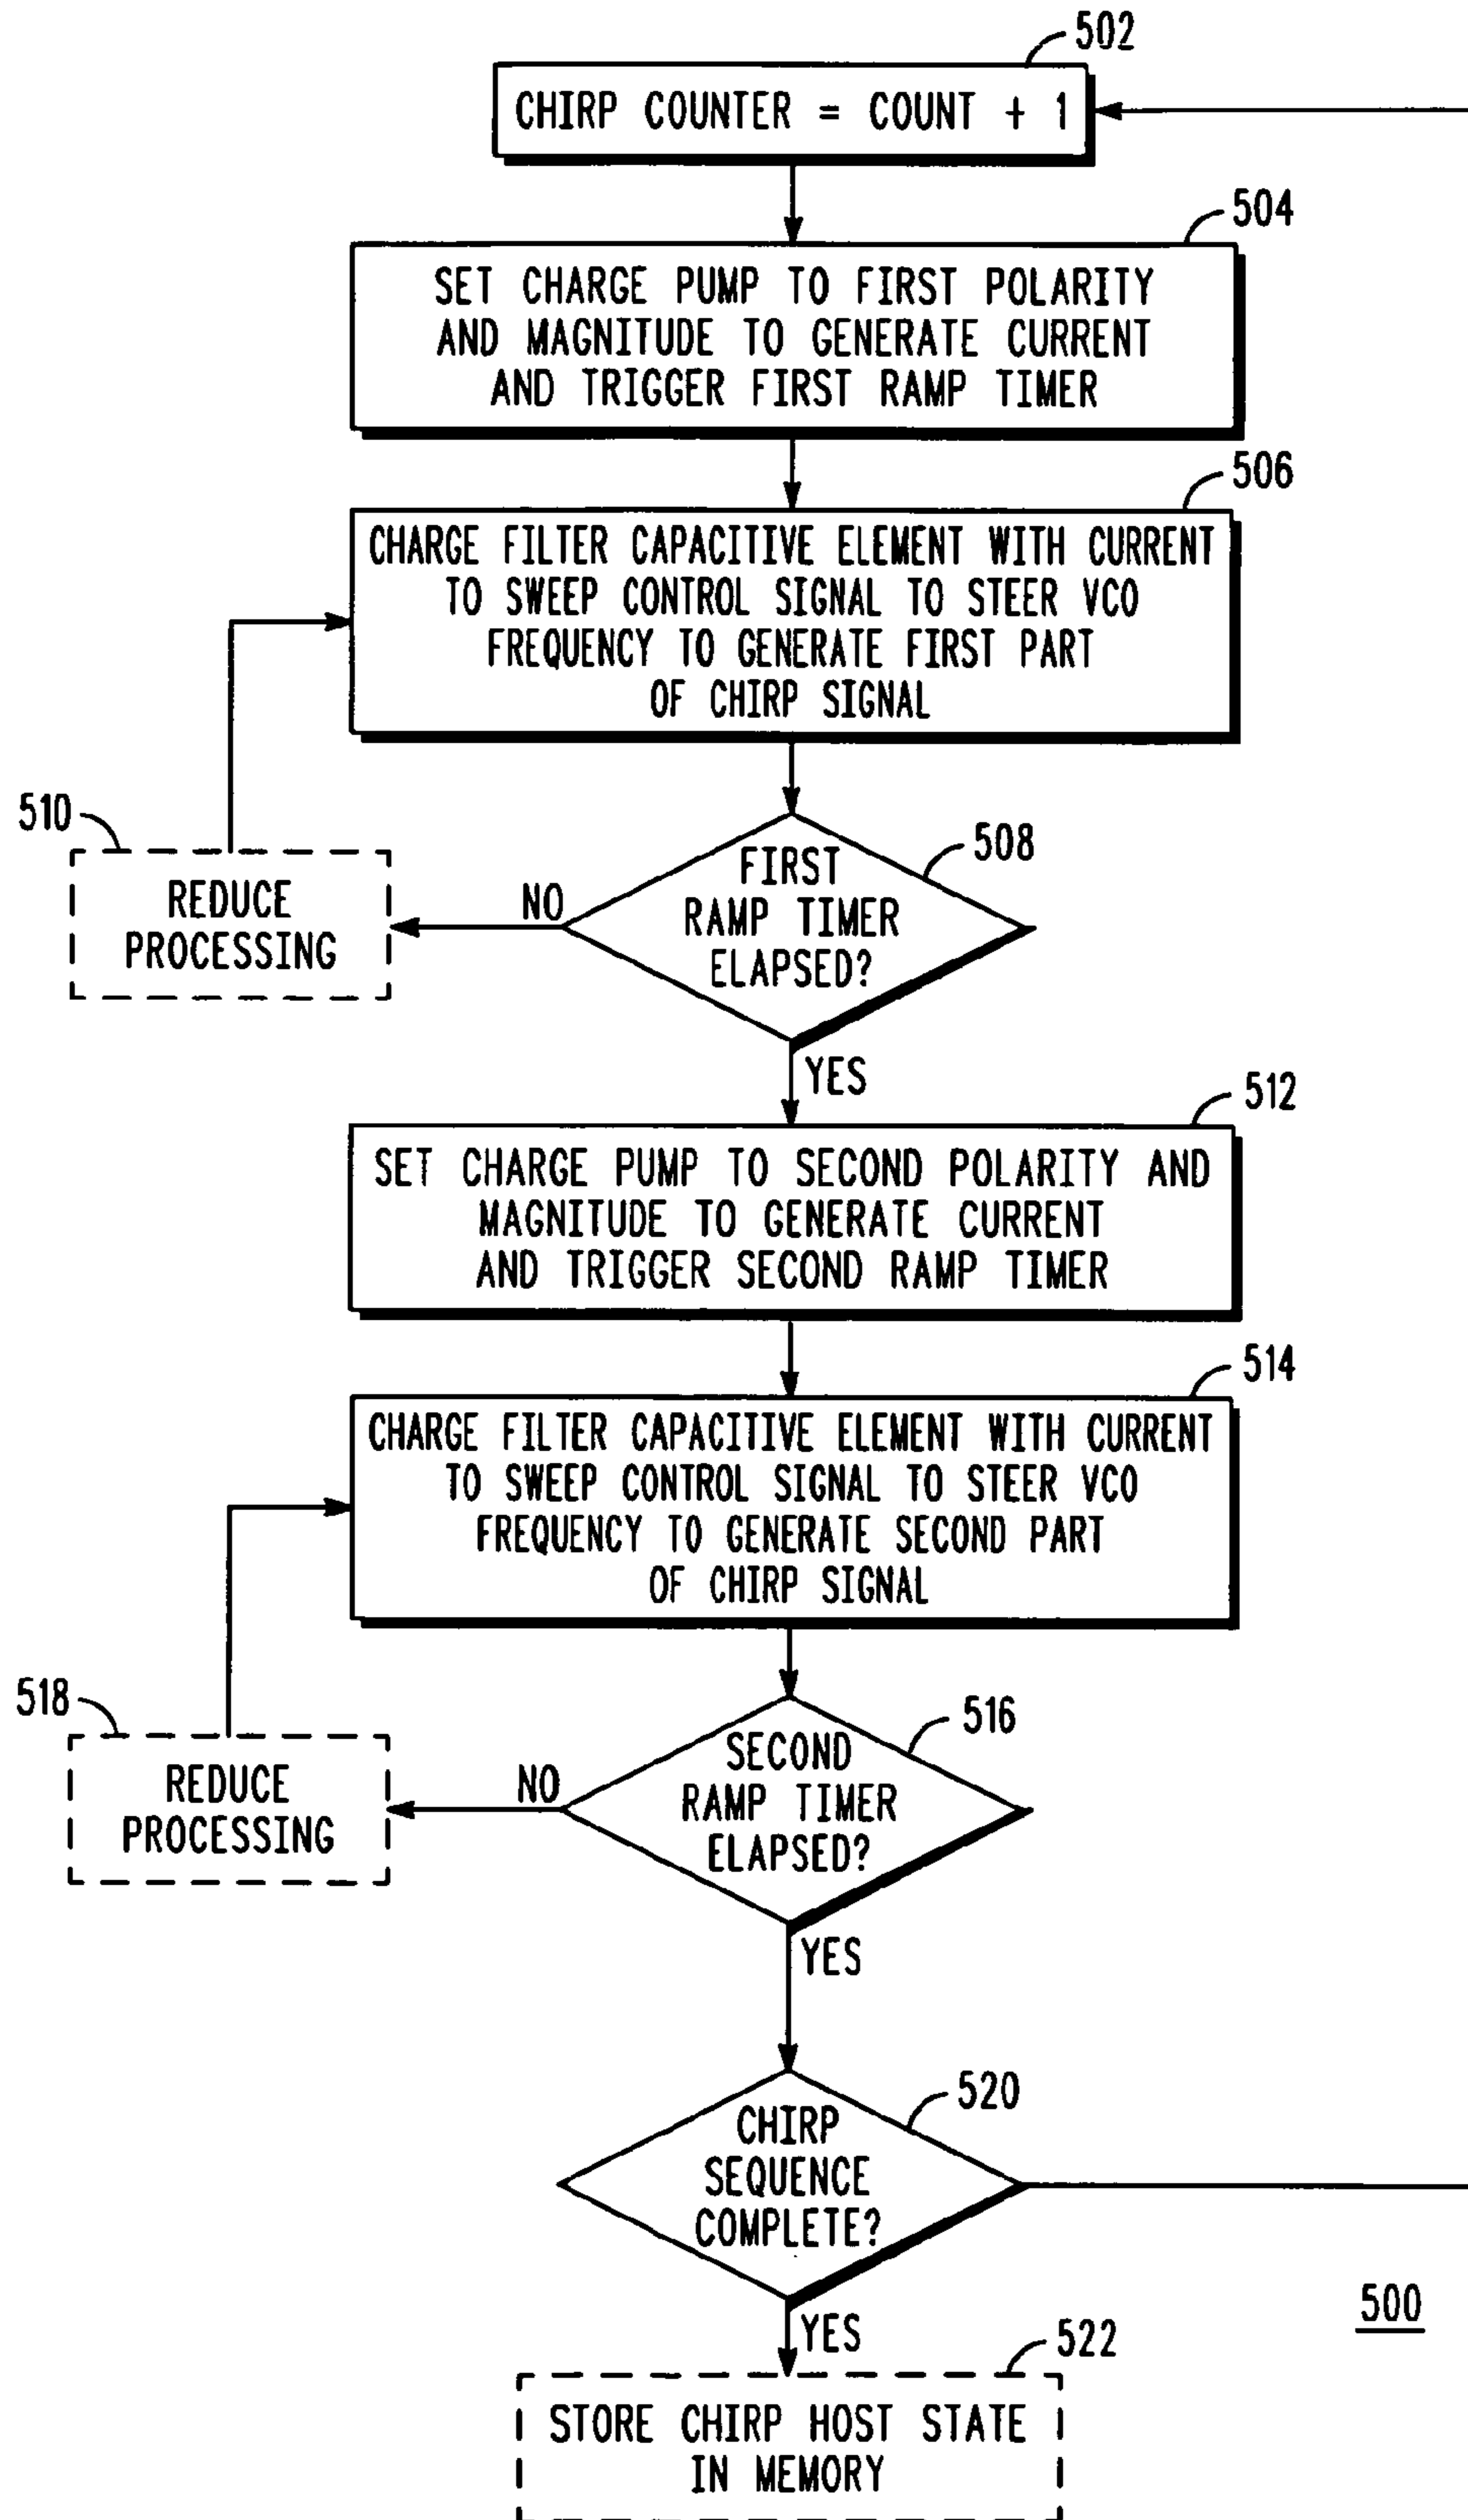 502
CHIRP COUNTER = COUNT + 1
504
SET CHARGE PUMP TO FIRST POLARITY
AND MAGNITUDE TO GENERATE CURRENT
AND TRIGGER FIRST RAMP TIMER
506
CHARGE FILTER CAPACITIVE ELEMENT WITH CURRENT
TO SWEEP CONTROL SIGNAL TO STEER VCO
FREQUENCY TO GENERATE FIRST PART
OF CHIRP SIGNAL
510
REDUCE
PROCESSING
NO
508
FIRST
RAMP TIMER
ELAPSED?
YES
512
SET CHARGE PUMP TO SECOND POLARITY AND
MAGNITUDE TO GENERATE CURRENT
AND TRIGGER SECOND RAMP TIMER
514
CHARGE FILTER CAPACITIVE ELEMENT WITH CURRENT
TO SWEEP CONTROL SIGNAL TO STEER VCO
FREQUENCY TO GENERATE SECOND PART
OF CHIRP SIGNAL
518
REDUCE
PROCESSING
NO
516
SECOND
RAMP TIMER
ELAPSED?
YES
520
CHIRP
SEQUENCE
COMPLETE?
YES
500
522
STORE CHIRP HOST STATE
IN MEMORY